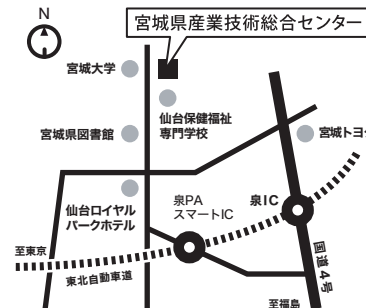 N
宮城県産業技術総合センター
宮城大学
仙台保健福祉
専門学校
宮城県図書館
宮城トヨ
仙台ロイヤル
パークホテル
泉PA
スマートIC
泉IC
至東京
東北自動車道
国道4号
至福島